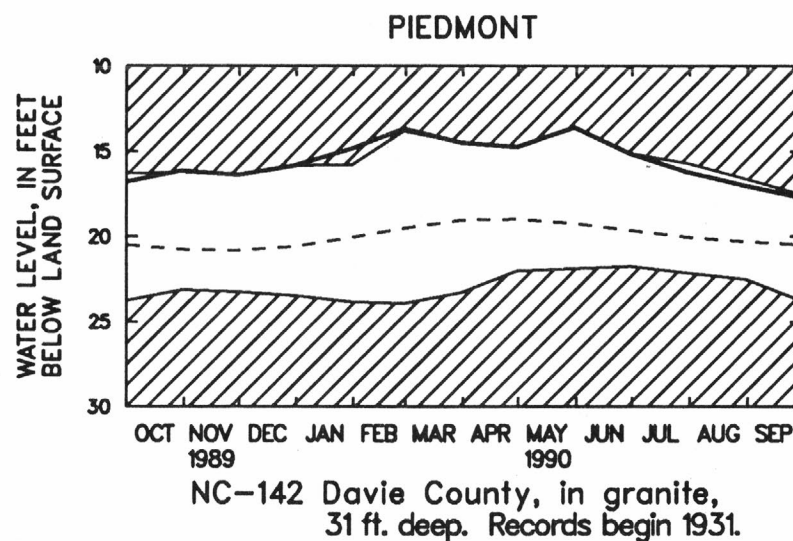 PIEDMONT
WATER LEVEL, IN FEET
BELOW LAND SURFACE
10
15
20
25
30
OCT NOV DEC JAN FEB MAR APR MAY JUN JUL AUG SEP
1989 1990
NC-142 Davie County, in granite,
31 ft. deep. Records begin 1931.